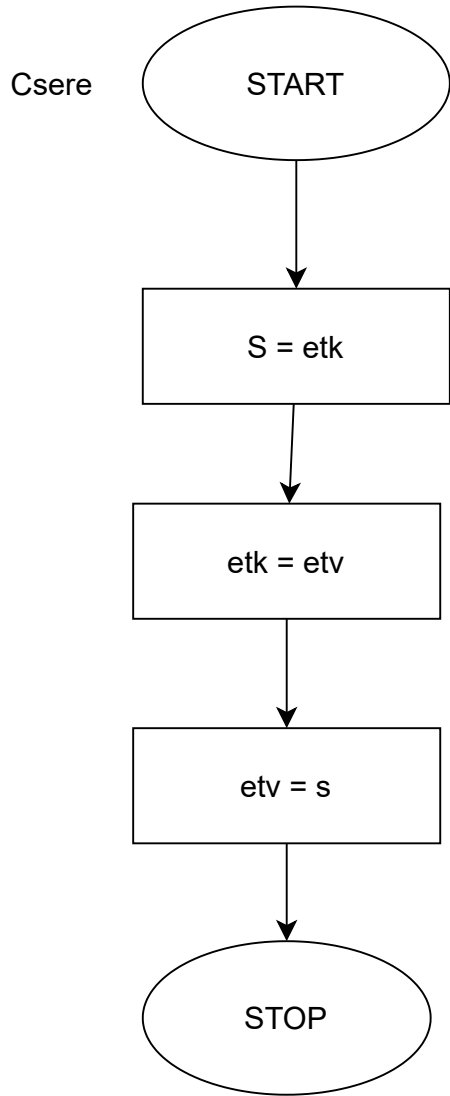 Csere
START
S = etk
etk = etv
etv = s
STOP